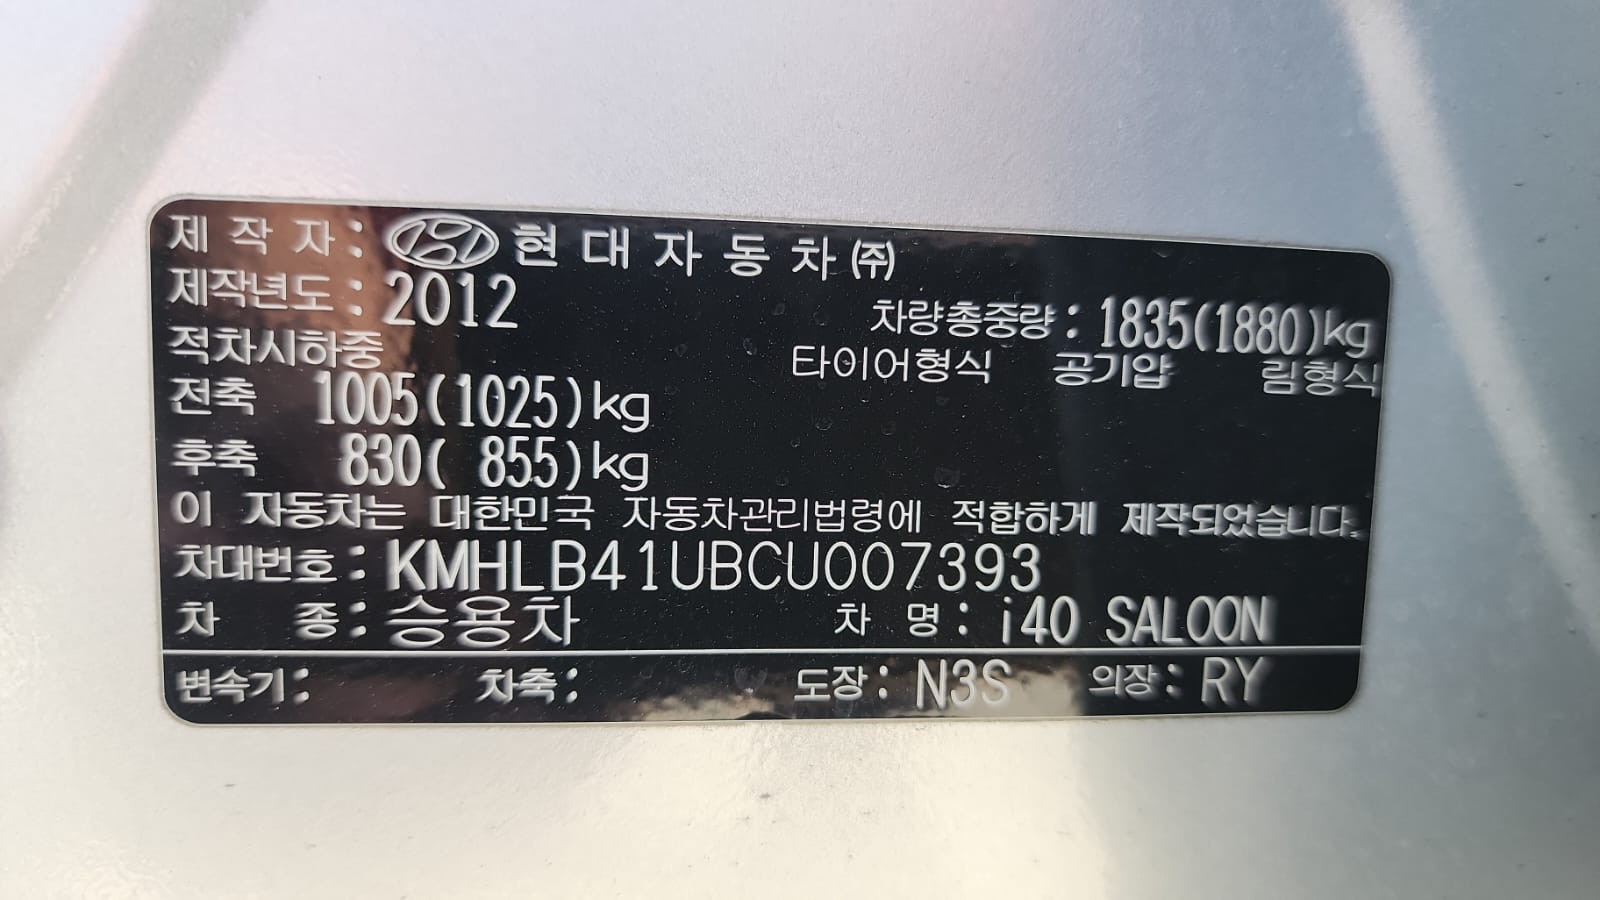 제 작 자 : 현 대 자 동 차 ㈜
제작년도 : 2012
차량총중량 : 1835(1880)kg
적차시하중
타이어형식 공기압 림형식
전축 1005(1025)kg
후축 830( 855)kg
이 자동차는 대한민국 자동차관리법령에 적합하게 제작되었습니다.
차대번호 : KMHLB41UBCU007393
차 종 : 승용차 차 명 : i40 SALOON
변속기 : 차축 : 도장 : N3S 의장 : RY